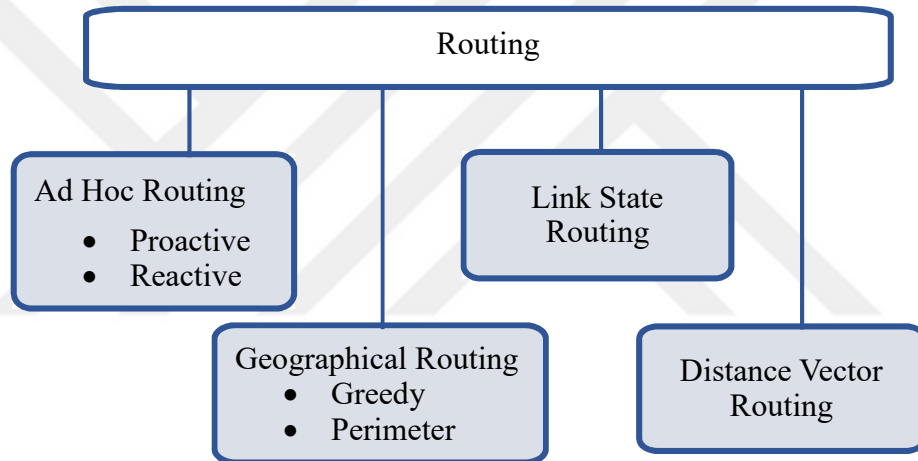 Routing
Ad Hoc Routing
• Proactive
• Reactive
Link State
Routing
Geographical Routing
• Greedy
• Perimeter
Distance Vector
Routing